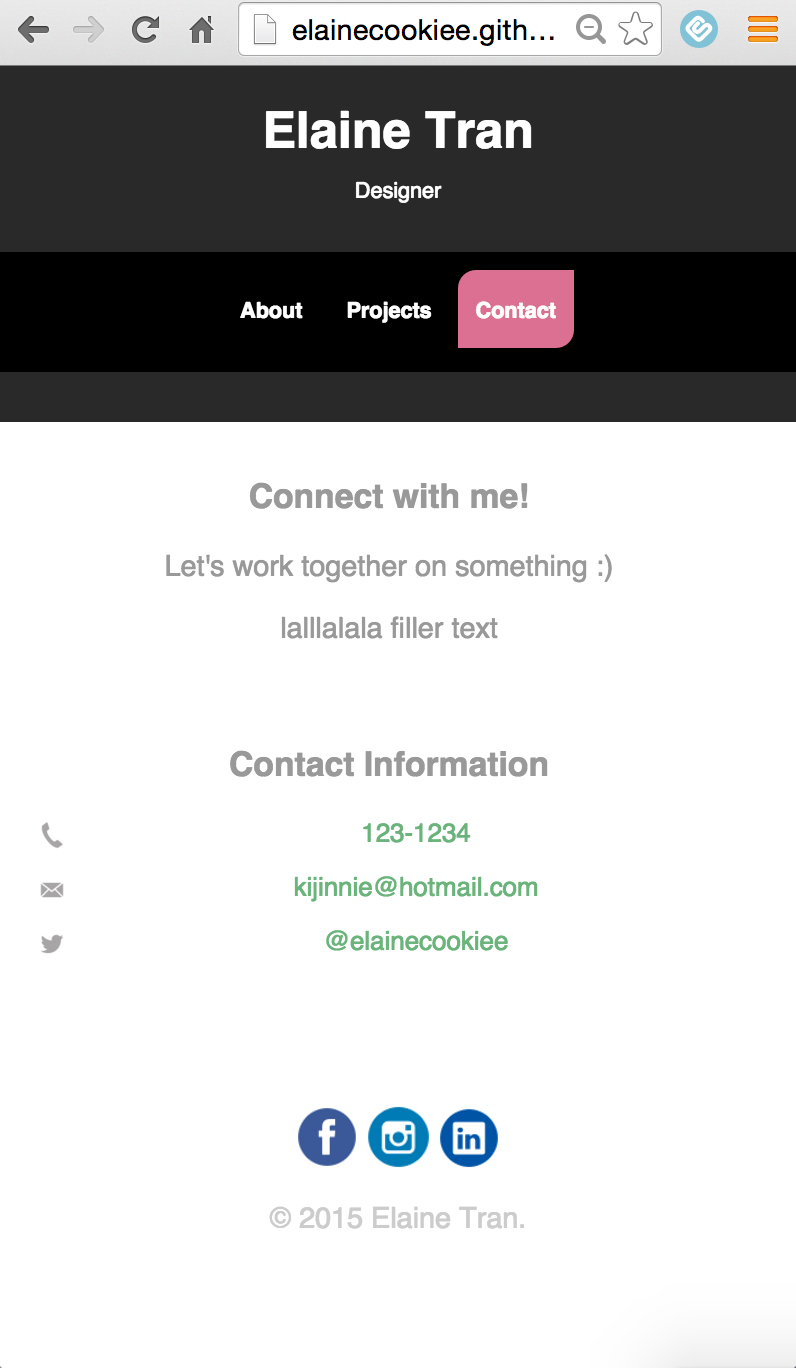 elainecookiee.gith...
Elaine Tran
Designer
About Projects Contact
Connect with me!
Let's work together on something :)
lalllalala filler text
Contact Information
123-1234
kijinnie@hotmail.com
@elainecookiee
f in
© 2015 Elaine Tran.